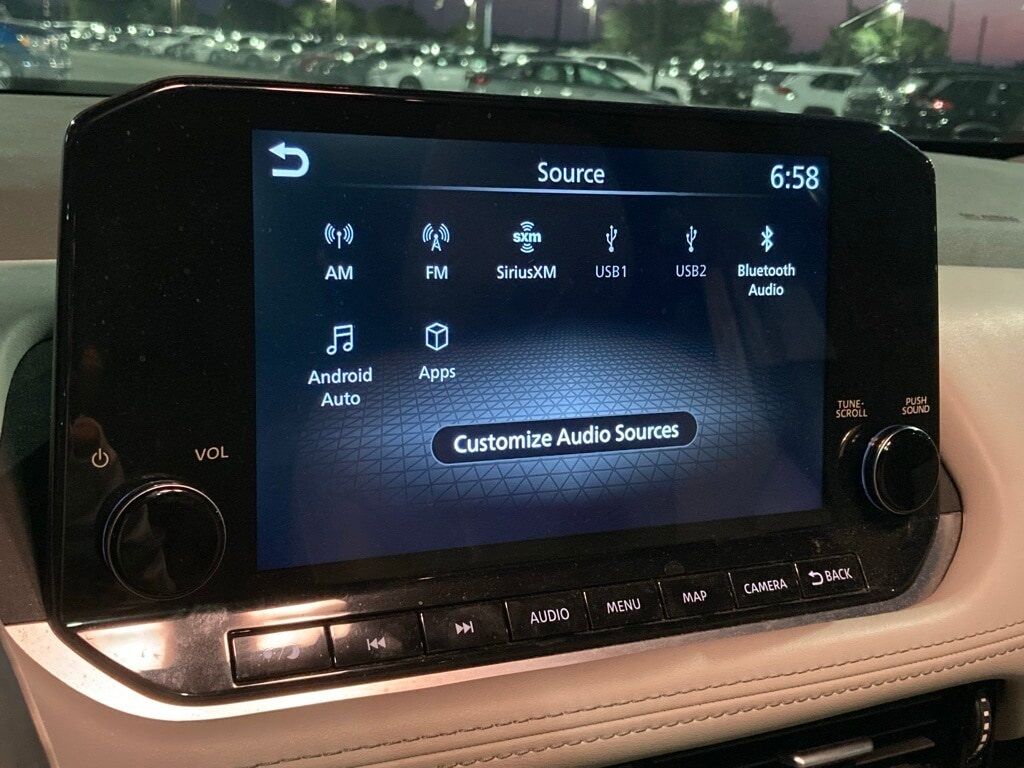 Source
6:58
AM
FM
sxm
SiriusXM
USB1
USB2
Bluetooth
Audio
Android
Auto
Apps
Customize Audio Sources
VOL
TUNE·
SCROLL
PUSH
SOUND
AUDIO
MENU
MAP
CAMERA
BACK